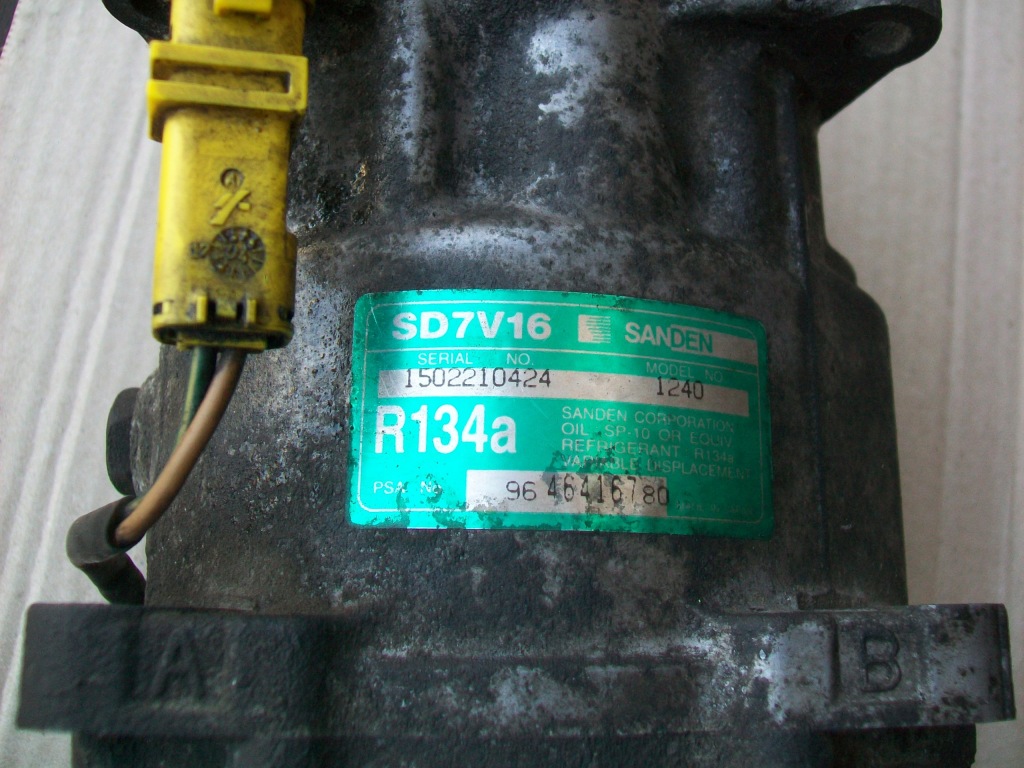 SD7V16 SANDEN
SERIAL NO. MODEL NO.
1502210424 1240
R134a
SANDEN CORPORATION
OIL SP-10 OR EQUIV.
REFRIGERANT R134a
VARIABLE DISPLACEMENT
PSA No 96 46416780
A B